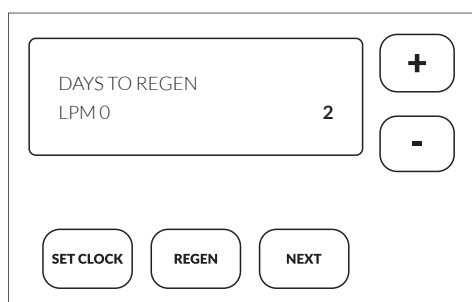 DAYS TO REGEN
LPM 0 2
+
-
SET CLOCK REGEN NEXT